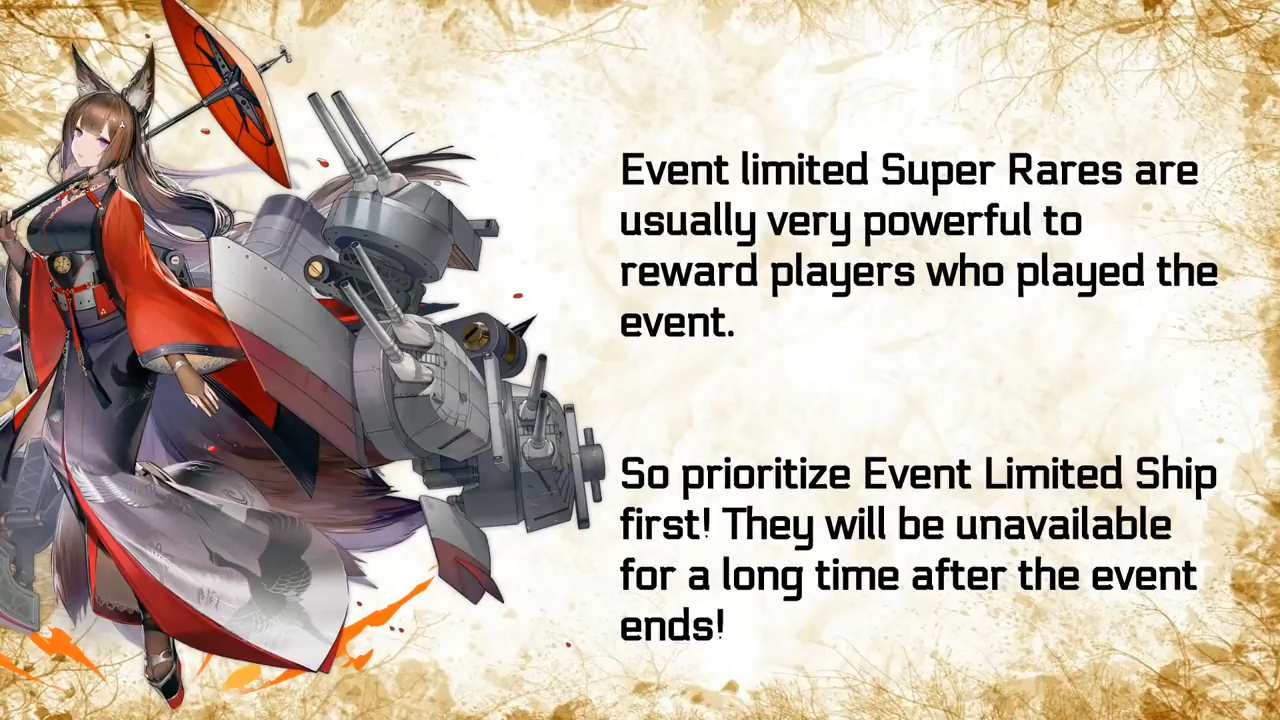 Event limited Super Rares are
usually very powerful to
reward players who played the
event.
So prioritize Event Limited Ship
first! They will be unavailable
for a long time after the event
ends!